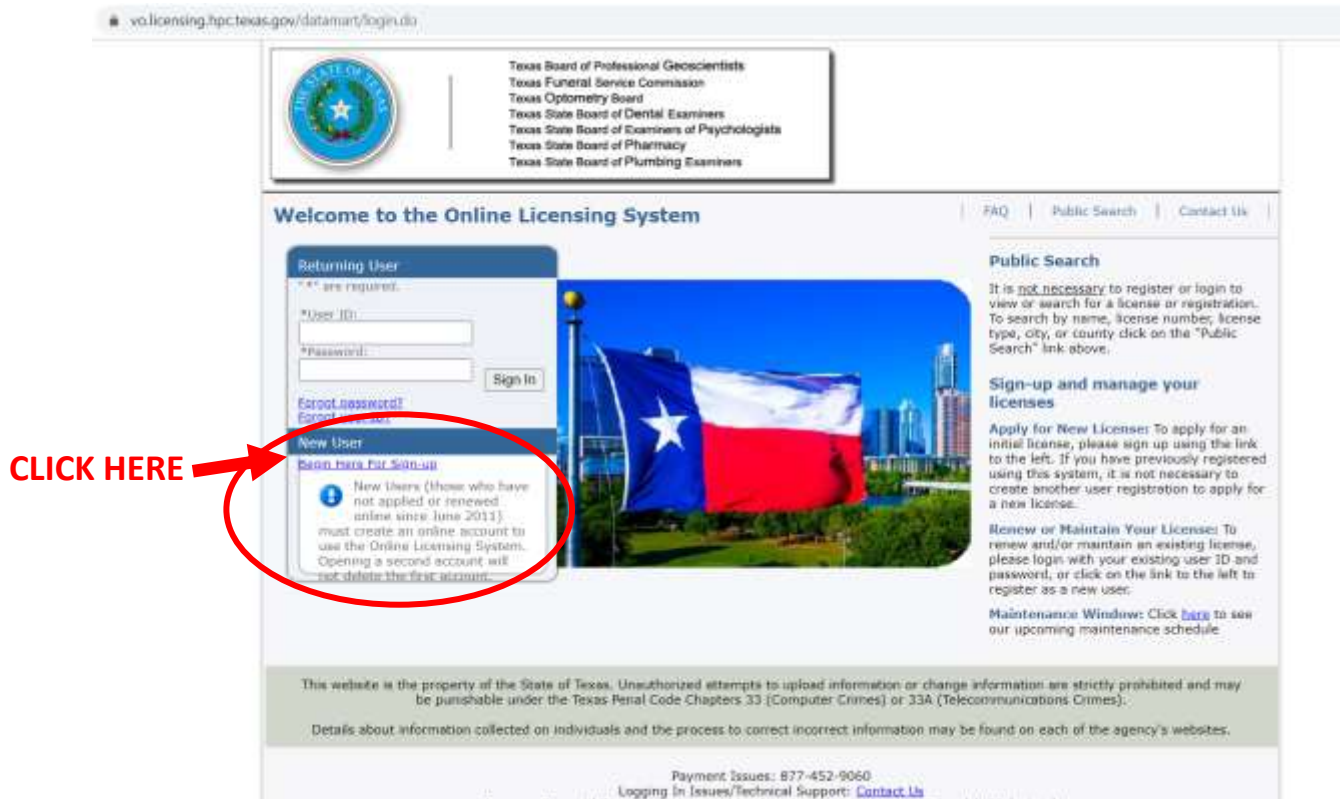 vo.licensing.hpc.texas.gov/datamart/login.do
THE STATE OF TEXAS
Texas Board of Professional Geoscientists
Texas Funeral Service Commission
Texas Optometry Board
Texas State Board of Dental Examiners
Texas State Board of Examiners of Psychologists
Texas State Board of Pharmacy
Texas State Board of Plumbing Examiners
Welcome to the Online Licensing System
| FAQ | Public Search | Contact Us |
Returning User
"*" are required.
*User ID:
*Password:
Sign In
Forgot password?
Forgot
New User
CLICK HERE
Begin Here For Sign-up
New Users (those who have
not applied or renewed
online since June 2011)
must create an online account to
use the Online Licensing System.
Opening a second account will
not delete the first account.
Public Search
It is not necessary to register or login to
view or search for a license or registration.
To search by name, license number, license
type, city, or county click on the "Public
Search" link above.
Sign-up and manage your
licenses
Apply for New License: To apply for an
initial license, please sign up using the link
to the left. If you have previously registered
using this system, it is not necessary to
create another user registration to apply for
a new license.
Renew or Maintain Your License: To
renew and/or maintain an existing license,
please login with your existing user ID and
password, or click on the link to the left to
register as a new user.
Maintenance Window: Click here to see
our upcoming maintenance schedule
This website is the property of the State of Texas. Unauthorized attempts to upload information or change information are strictly prohibited and may
be punishable under the Texas Penal Code Chapters 33 (Computer Crimes) or 33A (Telecommunications Crimes).
Details about information collected on individuals and the process to correct incorrect information may be found on each of the agency's websites.
Payment Issues: 877-452-9060
Logging In Issues/Technical Support: Contact Us